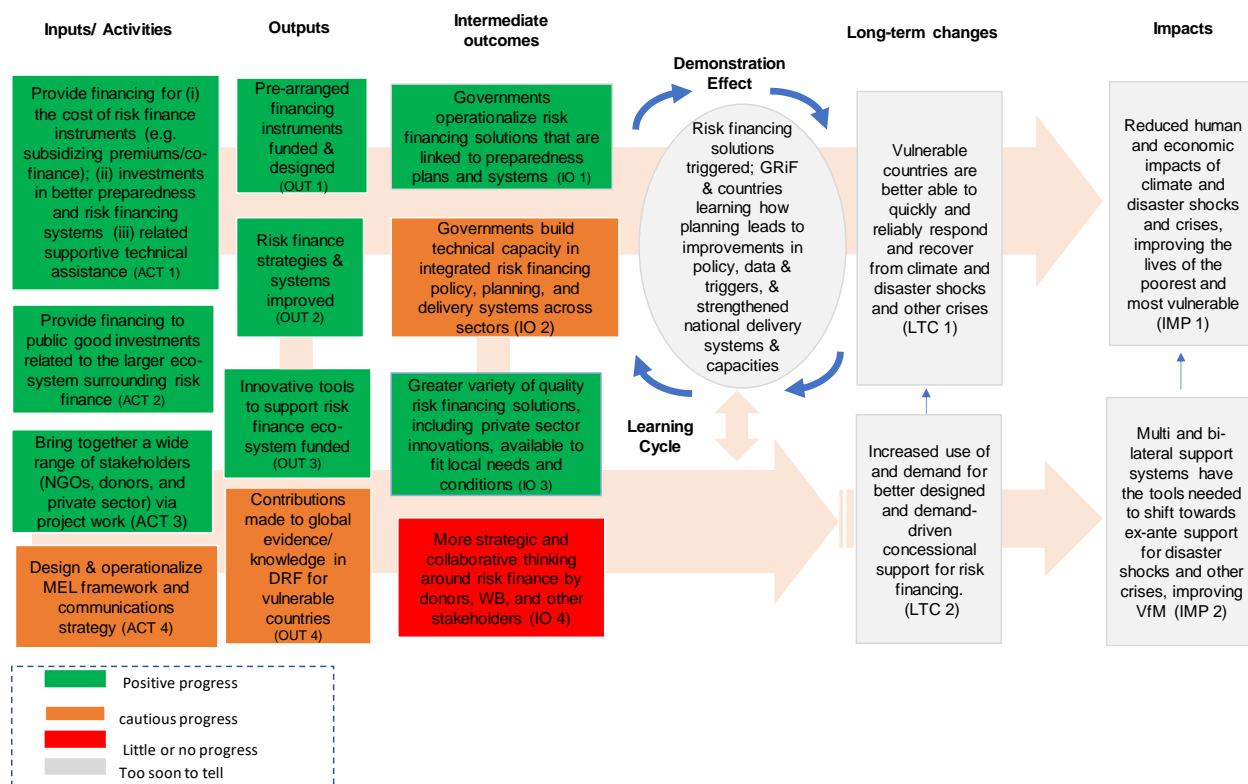 Inputs/ Activities
Outputs
Intermediate
outcomes
Long-term changes
Impacts
Provide financing for (i)
the cost of risk finance
instruments (e.g.
subsidizing premiums/co-
finance); (ii) investments
in better preparedness
and risk financing
systems (iii) related
supportive technical
assistance (ACT 1)
Provide financing to
public good investments
related to the larger eco-
system surrounding risk
finance (ACT 2)
Bring together a wide
range of stakeholders
(NGOs, donors, and
private sector) via
project work (ACT 3)
Design & operationalize
MEL framework and
communications
strategy (ACT 4)
Pre-arranged
financing
instruments
funded &
designed
(OUT 1)
Risk finance
strategies &
systems
improved
(OUT 2)
Innovative tools
to support risk
finance eco-
system funded
(OUT 3)
Contributions
made to global
evidence/
knowledge in
DRF for
vulnerable
countries
(OUT 4)
Governments
operationalize risk
financing solutions that are
linked to preparedness
plans and systems (IO 1)
Governments build
technical capacity in
integrated risk financing
policy, planning, and
delivery systems across
sectors (IO 2)
Greater variety of quality
risk financing solutions,
including private sector
innovations, available to
fit local needs and
conditions (IO 3)
More strategic and
collaborative thinking
around risk finance by
donors, WB, and other
stakeholders (IO 4)
Demonstration
Effect
Risk financing
solutions
triggered; GRiF
& countries
learning how
planning leads to
improvements in
policy, data &
triggers, &
strengthened
national delivery
systems &
capacities
Learning
Cycle
Vulnerable
countries are
better able to
quickly and
reliably respond
and recover
from climate and
disaster shocks
and other crises
(LTC 1)
Increased use of
and demand for
better designed
and demand-
driven
concessional
support for risk
financing.
(LTC 2)
Reduced human
and economic
impacts of
climate and
disaster shocks
and crises,
improving the
lives of the
poorest and
most vulnerable
(IMP 1)
Multi and bi-
lateral support
systems have
the tools needed
to shift towards
ex-ante support
for disaster
shocks and other
crises, improving
VfM (IMP 2)
Positive progress
cautious progress
Little or no progress
Too soon to tell